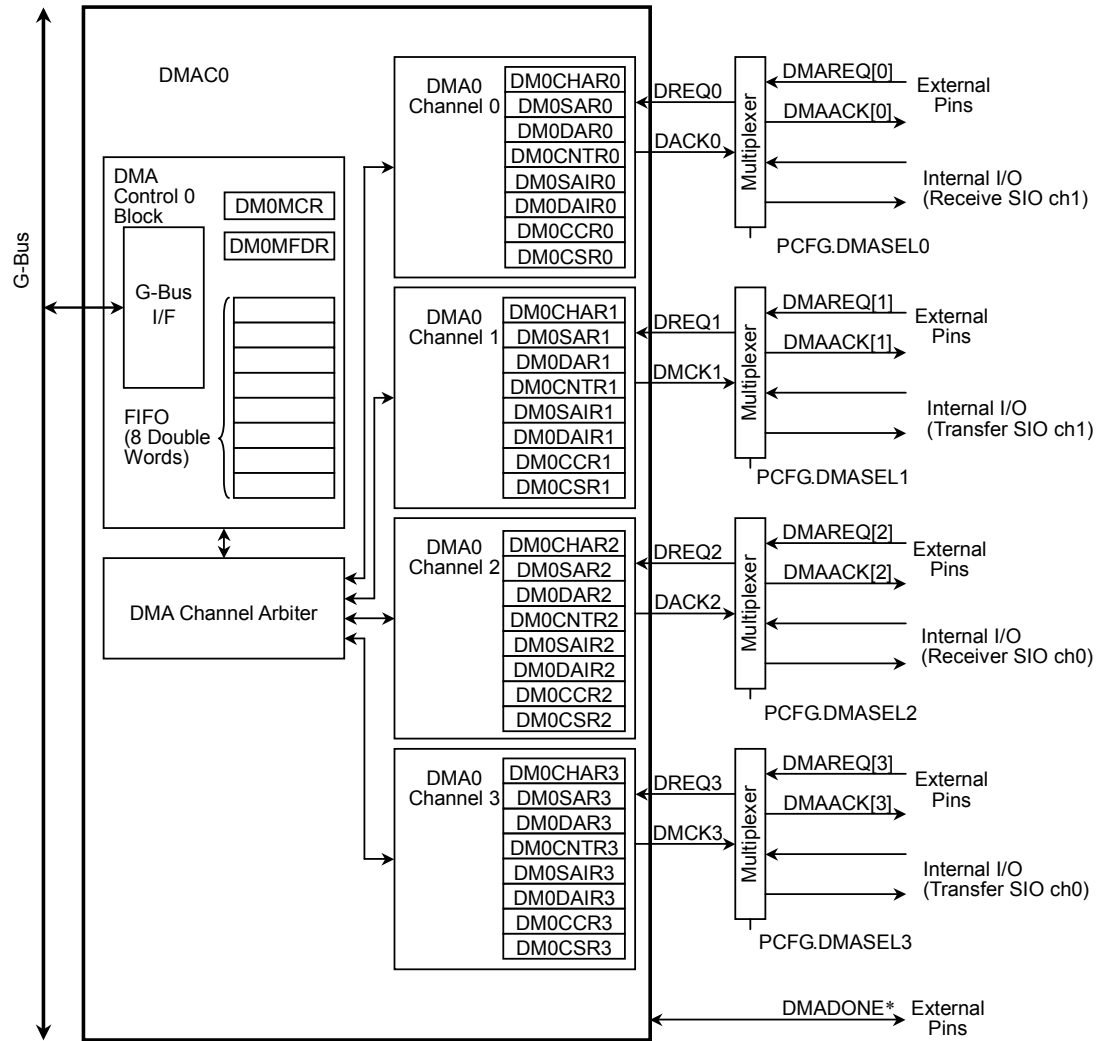 G-Bus
DMAC0
DMA
Control 0
Block
DM0MCR
DM0MFDR
G-Bus
I/F
FIFO
(8 Double
Words)
DMA Channel Arbiter
DMA0
Channel 0
DM0CHAR0
DM0SAR0
DM0DAR0
DM0CNTR0
DM0SAIR0
DM0DAIR0
DM0CCR0
DM0CSR0
DREQ0
DACK0
Multiplexer
DMAREQ[0]
DMAACK[0]
External
Pins
Internal I/O
(Receive SIO ch1)
PCFG.DMASEL0
DMA0
Channel 1
DM0CHAR1
DM0SAR1
DM0DAR1
DM0CNTR1
DM0SAIR1
DM0DAIR1
DM0CCR1
DM0CSR1
DREQ1
DMCK1
Multiplexer
DMAREQ[1]
DMAACK[1]
External
Pins
Internal I/O
(Transfer SIO ch1)
PCFG.DMASEL1
DMA0
Channel 2
DM0CHAR2
DM0SAR2
DM0DAR2
DM0CNTR2
DM0SAIR2
DM0DAIR2
DM0CCR2
DM0CSR2
DREQ2
DACK2
Multiplexer
DMAREQ[2]
DMAACK[2]
External
Pins
Internal I/O
(Receiver SIO ch0)
PCFG.DMASEL2
DMA0
Channel 3
DM0CHAR3
DM0SAR3
DM0DAR3
DM0CNTR3
DM0SAIR3
DM0DAIR3
DM0CCR3
DM0CSR3
DREQ3
DMCK3
Multiplexer
DMAREQ[3]
DMAACK[3]
External
Pins
Internal I/O
(Transfer SIO ch0)
PCFG.DMASEL3
DMADONE*
External
Pins